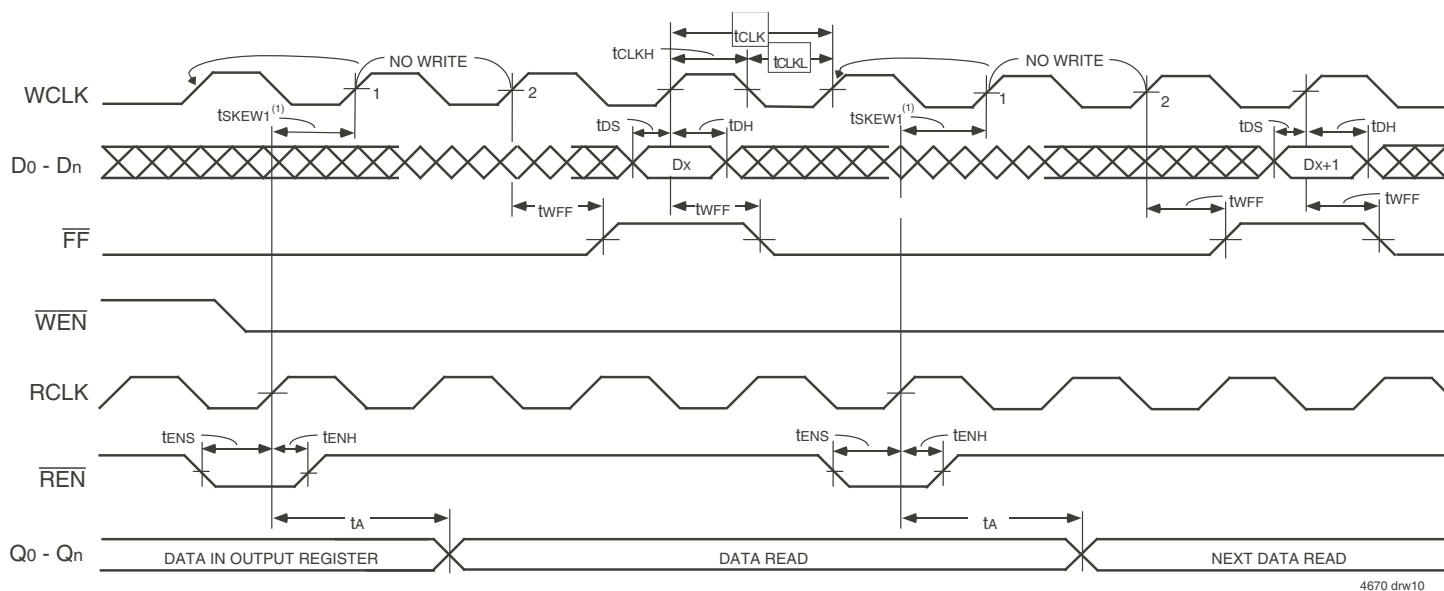 tCLK
tCLKH
tCLKL
NO WRITE
NO WRITE
WCLK
1
2
1
2
tSKEW1(1)
tDS
tDH
tSKEW1(1)
tDS
tDH
D0 - Dn
DX
DX+1
tWFF
tWFF
tWFF
tWFF
FF
WEN
RCLK
tENS
tENH
tENS
tENH
REN
tA
tA
Q0 - Qn
DATA IN OUTPUT REGISTER
DATA READ
NEXT DATA READ
4670 drw10